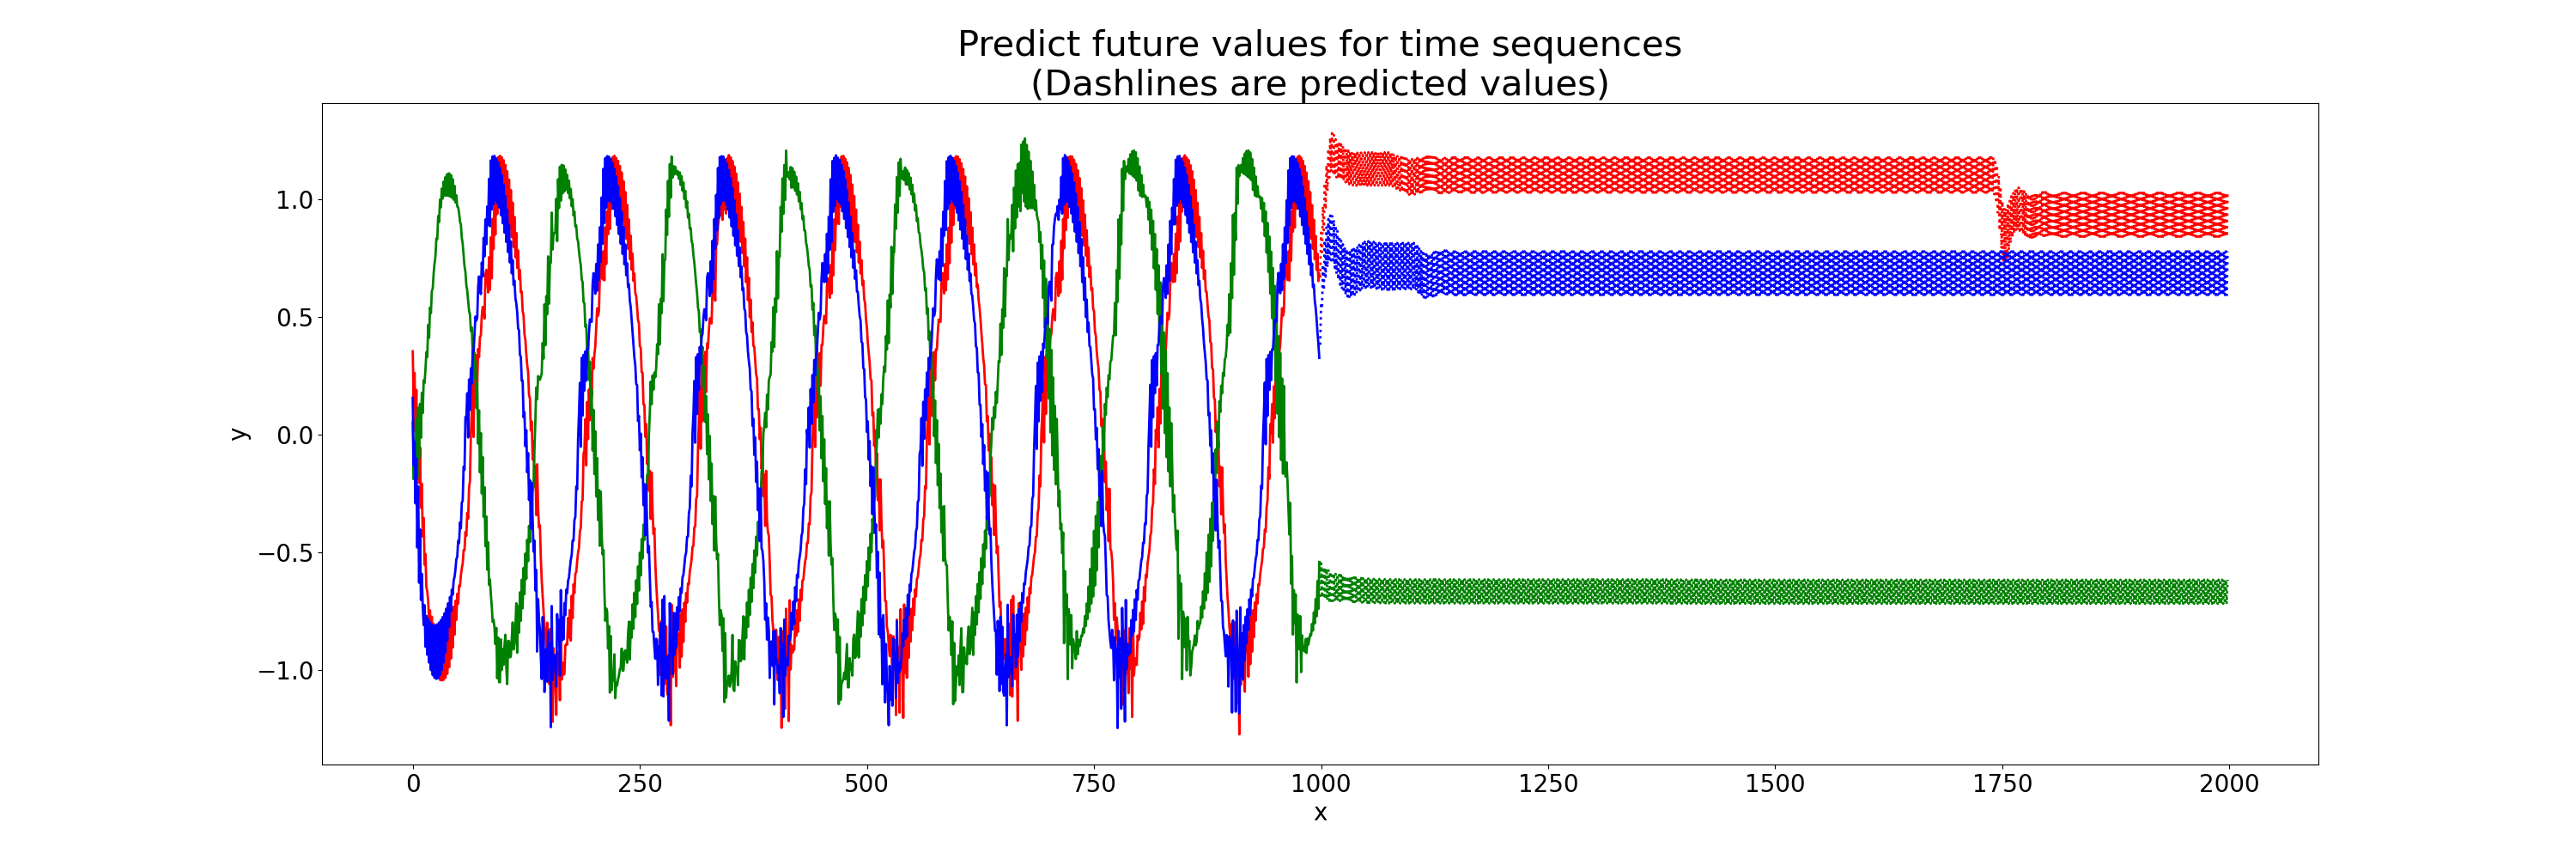 Predict future values for time sequences
(Dashlines are predicted values)
1.0
0.5
0.0
−0.5
−1.0
y
0 250 500 750 1000 1250 1500 1750 2000
x